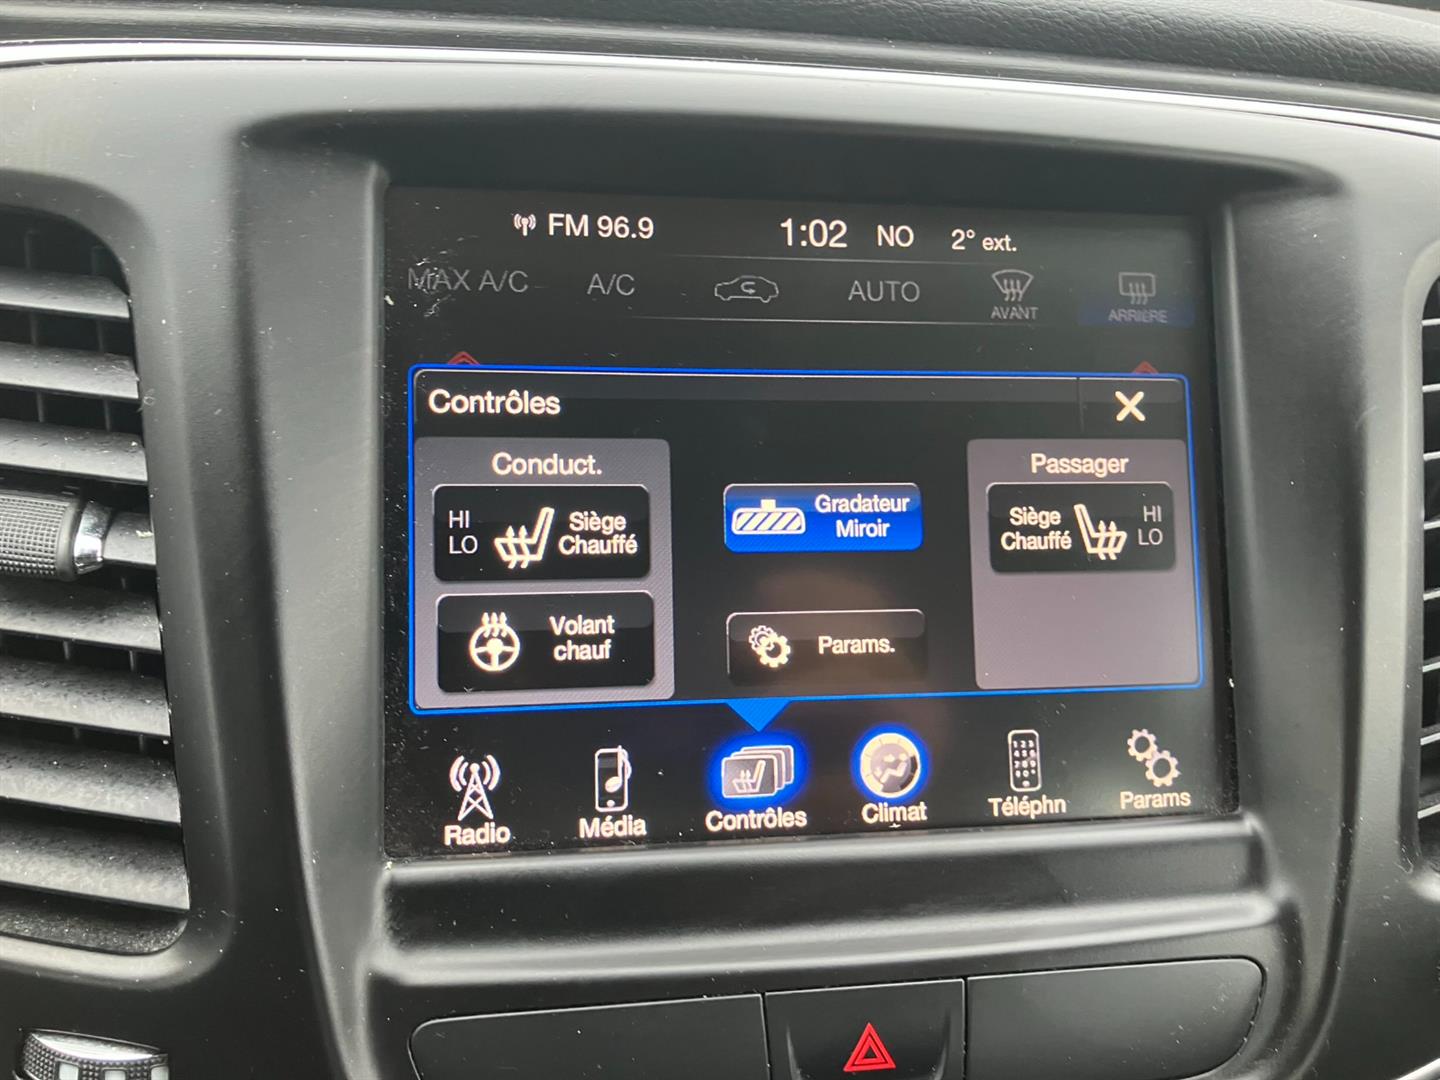 FM 96.9 1:02 NO 2° ext.
MAX A/C A/C AUTO AVANT ARRIÈRE
Contrôles
Conduct.
HI
LO
Siège
Chauffé
Volant
chauf
Gradateur
Miroir
Params.
Passager
Siège
Chauffé
HI
LO
Radio Média Contrôles Climat Téléphn Params